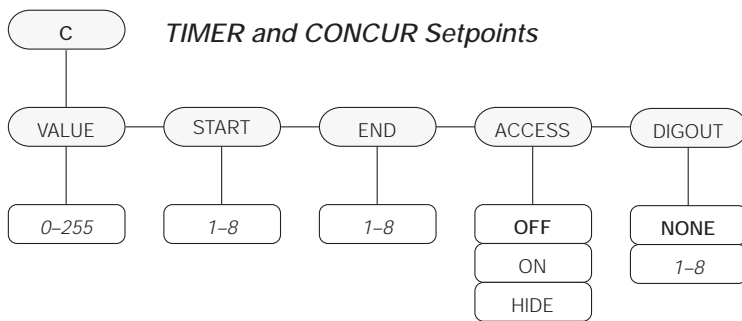 C
TIMER and CONCUR Setpoints
VALUE
START
END
ACCESS
DIGOUT
0–255
1–8
1–8
OFF
NONE
ON
1–8
HIDE